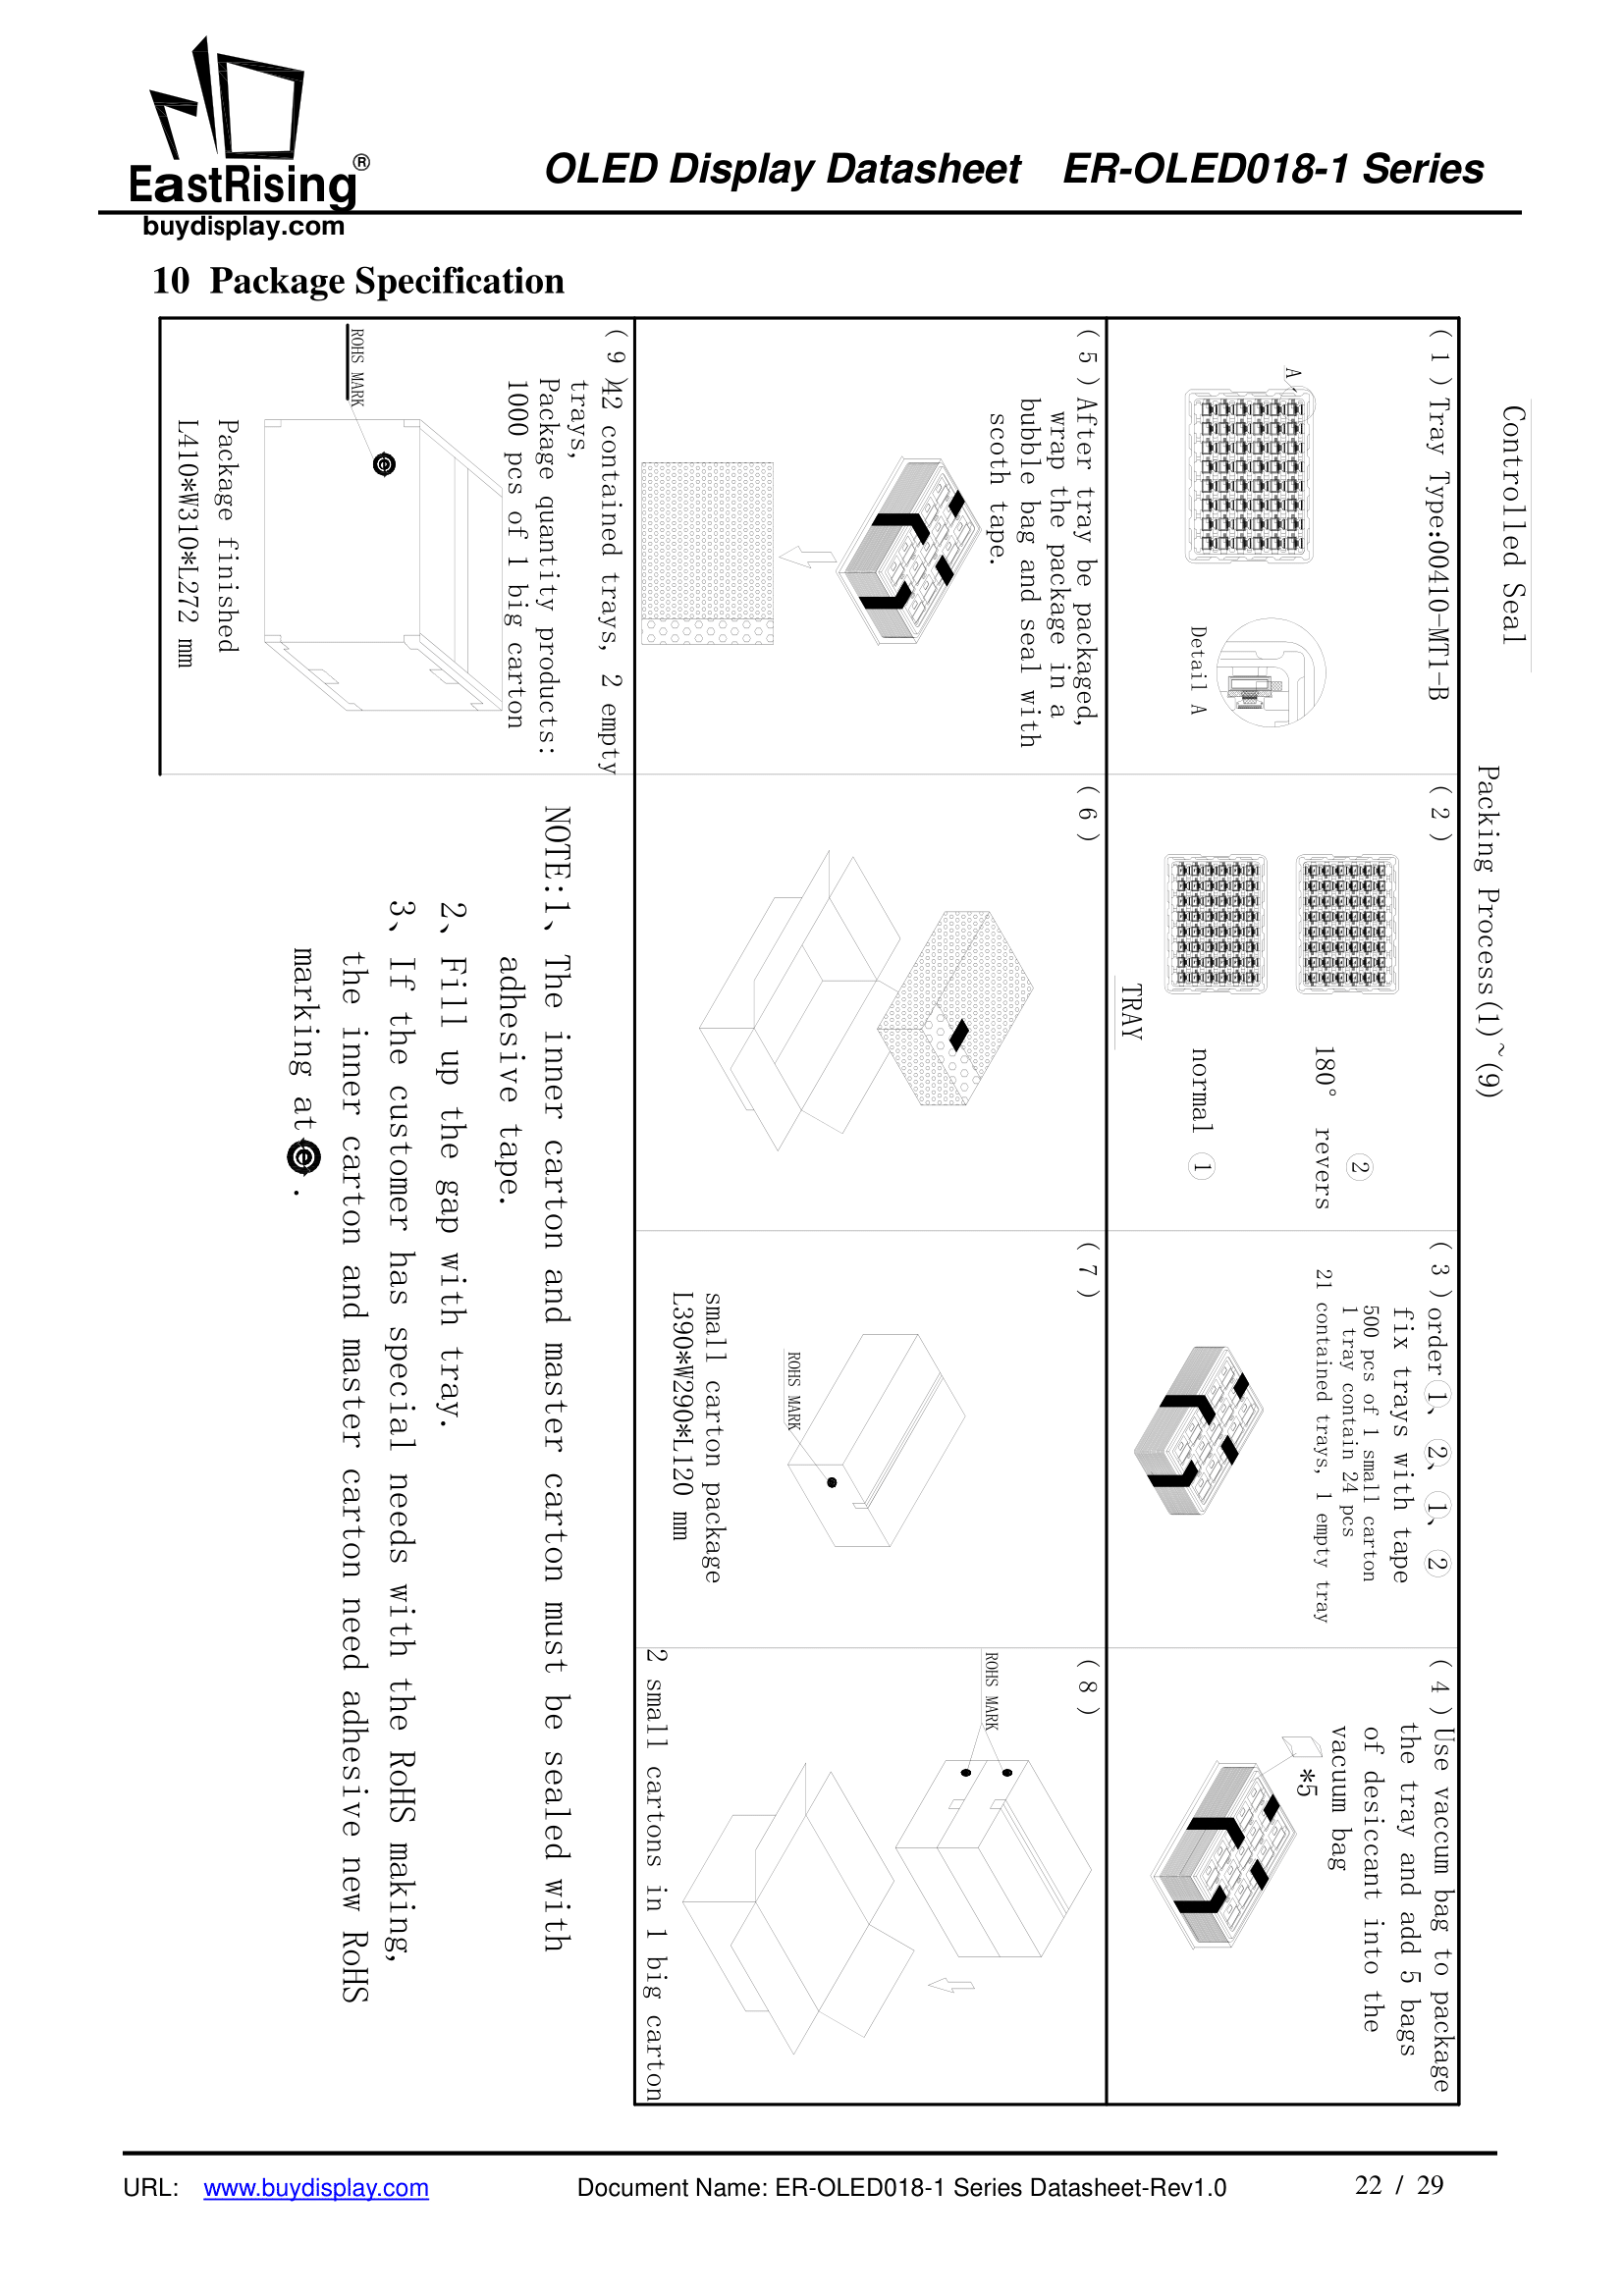 EastRising®
buydisplay.com
OLED Display Datasheet ER-OLED018-1 Series
10 Package Specification
Controlled Seal
Packing Process(1)~(9)
(1)Tray Type:00410-MT1-B
A
Detail A
(2)
180° revers
②
normal ①
TRAY
(3)order①、②、①、②
fix trays with tape
500 pcs of 1 small carton
1 tray contain 24 pcs
21 contained trays, 1 empty tray
(4)Use vaccum bag to package
the tray and add 5 bags
of desiccant into the
vacuum bag
*5
(5)After tray be packaged,
wrap the package in a
bubble bag and seal with
scoth tape.
(6)
(7)
ROHS MARK
small carton package
L390*W290*L120 mm
(8)
ROHS MARK
2 small cartons in 1 big carton
(9)42 contained trays, 2 empty
trays,
Package quantity products:
1000 pcs of 1 big carton
ROHS MARK
Package finished
L410*W310*L272 mm
NOTE:1、The inner carton and master carton must be sealed with
adhesive tape.
2、Fill up the gap with tray.
3、If the customer has special needs with the RoHS making,
the inner carton and master carton need adhesive new RoHS
marking at e.
URL: www.buydisplay.com Document Name: ER-OLED018-1 Series Datasheet-Rev1.0 22 / 29